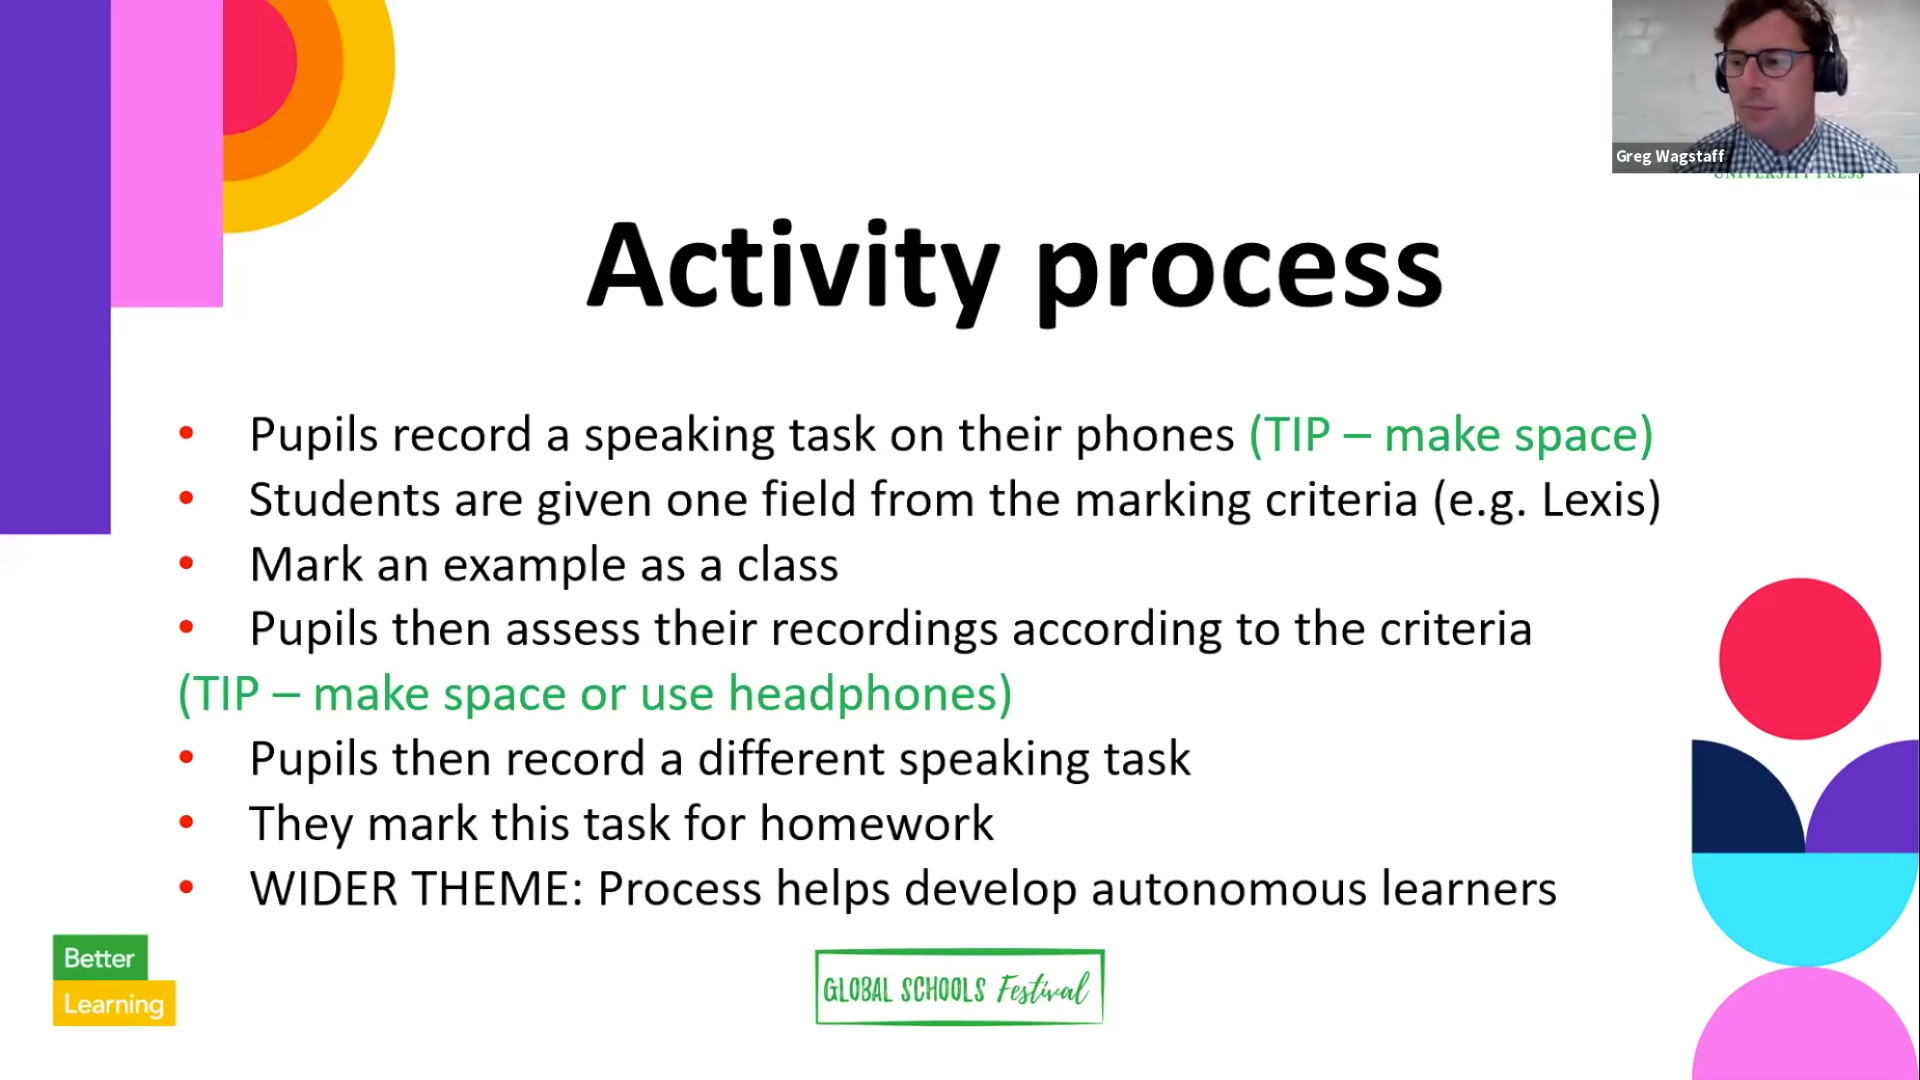 Greg Wagstaff
UNIVERSITY PRESS
Activity process
• Pupils record a speaking task on their phones (TIP – make space)
• Students are given one field from the marking criteria (e.g. Lexis)
• Mark an example as a class
• Pupils then assess their recordings according to the criteria
(TIP – make space or use headphones)
• Pupils then record a different speaking task
• They mark this task for homework
• WIDER THEME: Process helps develop autonomous learners
Better
Learning
GLOBAL SCHOOLS Festival